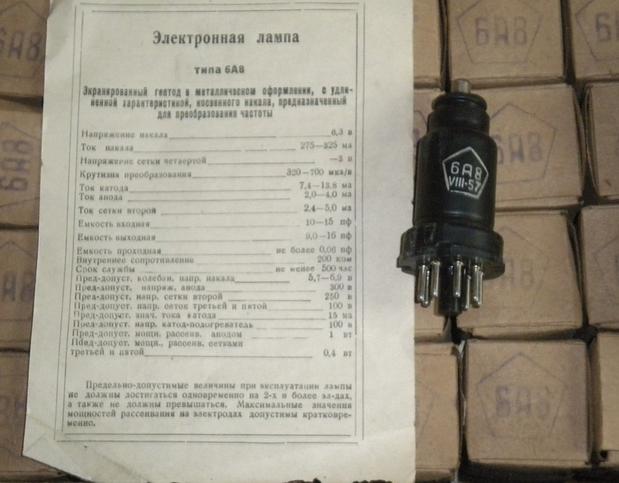 Электронная лампа
типа 6А8
Экранированный гептод в металлическом оформлении, с удли-
ненной характеристикой, косвенного накала, предназначенный
для преобразования частоты
Напряжение накала 6,3 в
Ток накала 275—325 ма
Напряжение сетки четвертой —3 в
Крутизна преобразования 320—700 мка/в
Ток катода 7,4—13,8 ма
Ток анода 2,0—4,0 ма
Ток сетки второй 2,4—5,0 ма
Емкость входная 10—15 пф
Емкость выходная 9,0—16 пф
Емкость проходная не более 0,06 пф
Внутреннее сопротивление 200 ком
Срок службы не менее 500 час
Пред-допуст. колебан. напр. накала 5,7—6,9 в
Пред-допуст. напряж. анода 300 в
Пред-допуст. напр. сетки второй 250 в
Пред-допуст. напр. сеток третьей и пятой 100 в
Пред-допуст. знач. тока катода 15 ма
Пред-допуст. напр. катод-подогреватель 100 в
Пред-допуст. мощн. рассеив. анодом 1 вт
Пред-допуст. мощн. рассеив. сетками
третьей и пятой 0,4 вт
Предельно-допустимые величины при эксплуатации лампы
не должны достигаться одновременно на 2-х и более эл-дах,
а также не должны превышаться. Максимальные значения
мощностей рассеивания на электродах допустимы кратковре-
менно.
6А8
VIII-57
6А8
6А8
6А8
6А8